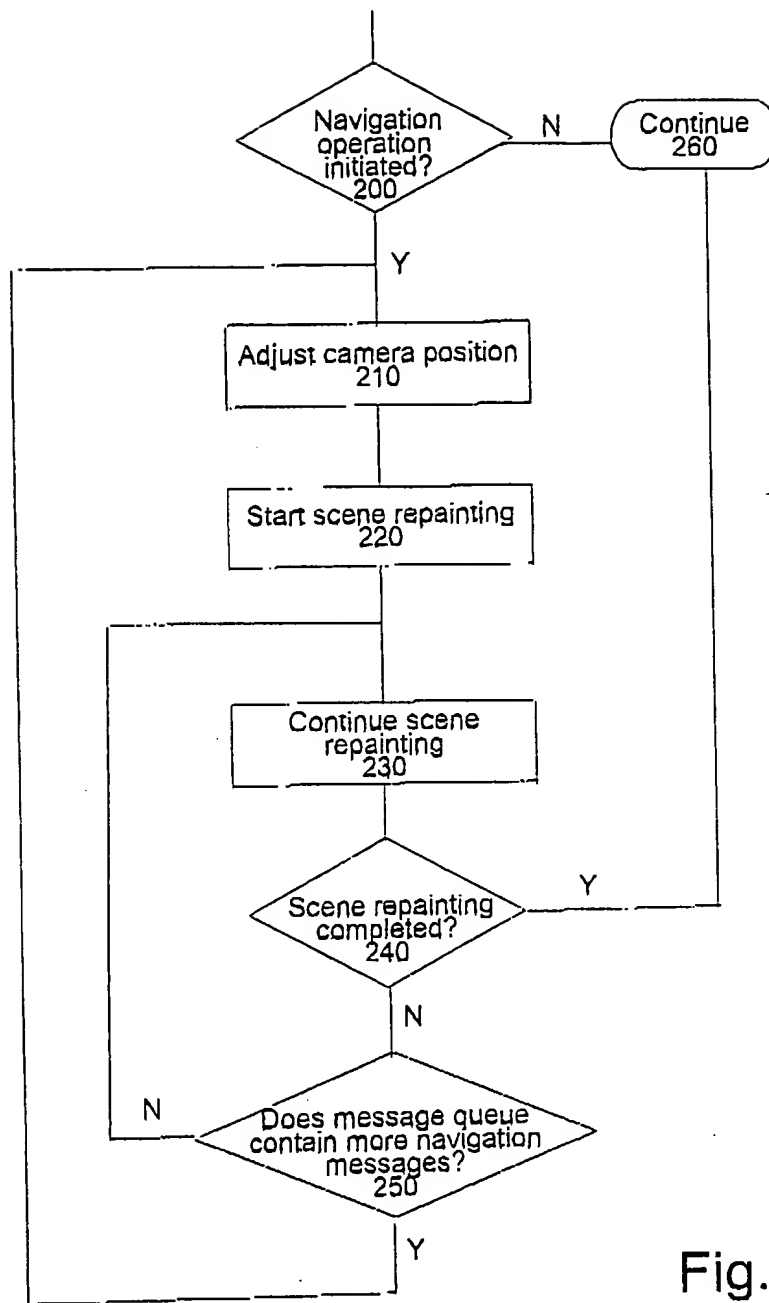 Navigation
operation
initiated?
200
N
Continue
260
Y
Adjust camera position
210
Start scene repainting
220
Continue scene
repainting
230
Scene repainting
completed?
240
Y
N
Does message queue
contain more navigation
messages?
250
N
Y
Fig.